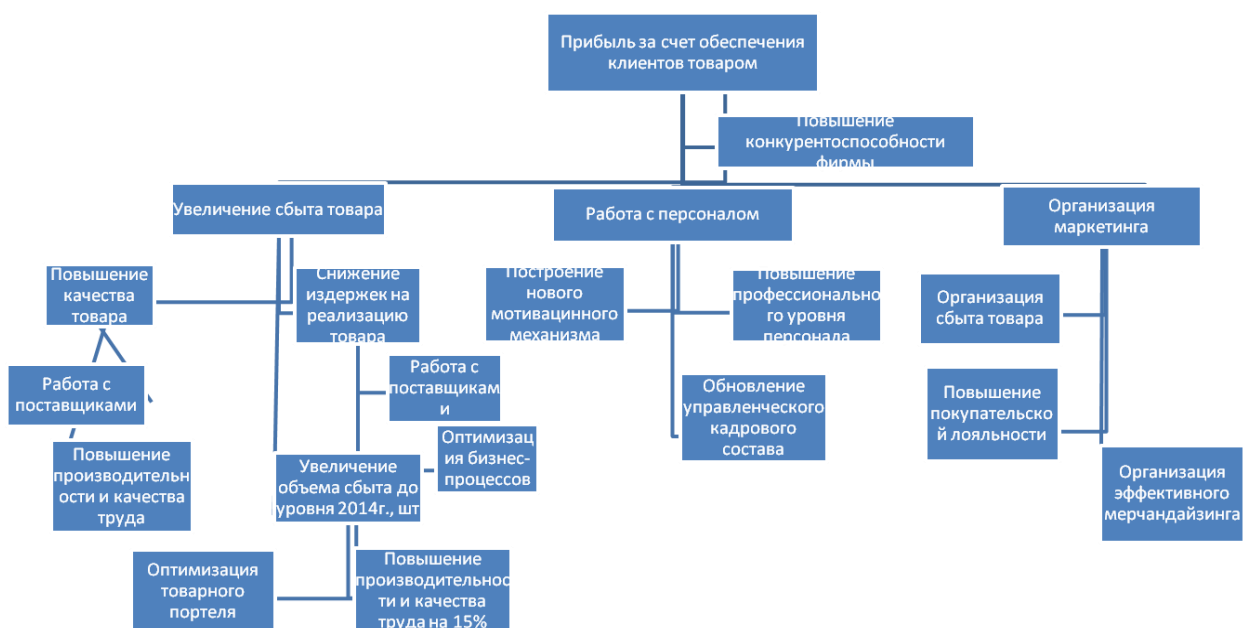 Прибыль за счет обеспечения
клиентов товаром
Повышение
конкурентоспособности
фирмы
Увеличение сбыта товара
Работа с персоналом
Организация
маркетинга
Повышение
качества
товара
Снижение
издержек на
реализацию
товара
Построение
нового
мотивацинного
механизма
Повышение
профессионально
го уровня
персонала
Организация
сбыта товара
Работа с
поставщиками
Работа с
поставщикам
и
Обновление
управленческого
кадрового
состава
Повышение
покупательско
й лояльности
Повышение
производительн
ости и качества
труда
Увеличение
объема сбыта до
уровня 2014г., шт
Оптимизац
ия бизнес-
процессов
Организация
эффективного
мерчандайзинга
Оптимизация
товарного
портеля
Повышение
производительнос
ти и качества
труда на 15%